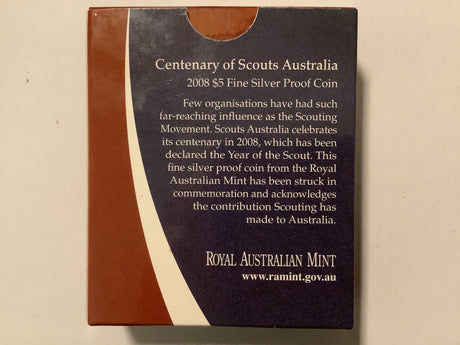 Centenary of Scouts Australia
2008 $5 Fine Silver Proof Coin
Few organisations have had such
far-reaching influence as the Scouting
Movement. Scouts Australia celebrates
its centenary in 2008, which has been
declared the Year of the Scout. This
fine silver proof coin from the Royal
Australian Mint has been struck in
commemoration and acknowledges
the contribution Scouting has
made to Australia.
ROYAL AUSTRALIAN MINT
www.ramint.gov.au